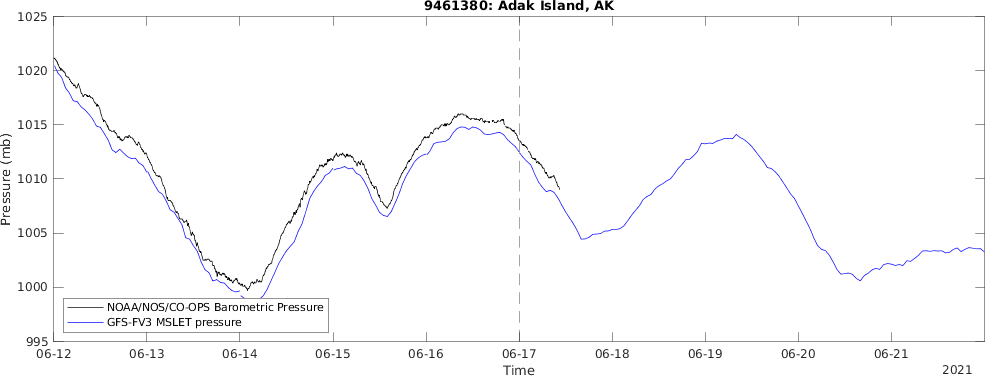 9461380: Adak Island, AK
1025
1020
1015
1010
1005
1000
995
Pressure (mb)
NOAA/NOS/CO-OPS Barometric Pressure
GFS-FV3 MSLET pressure
06-12 06-13 06-14 06-15 06-16 06-17 06-18 06-19 06-20 06-21
Time
2021